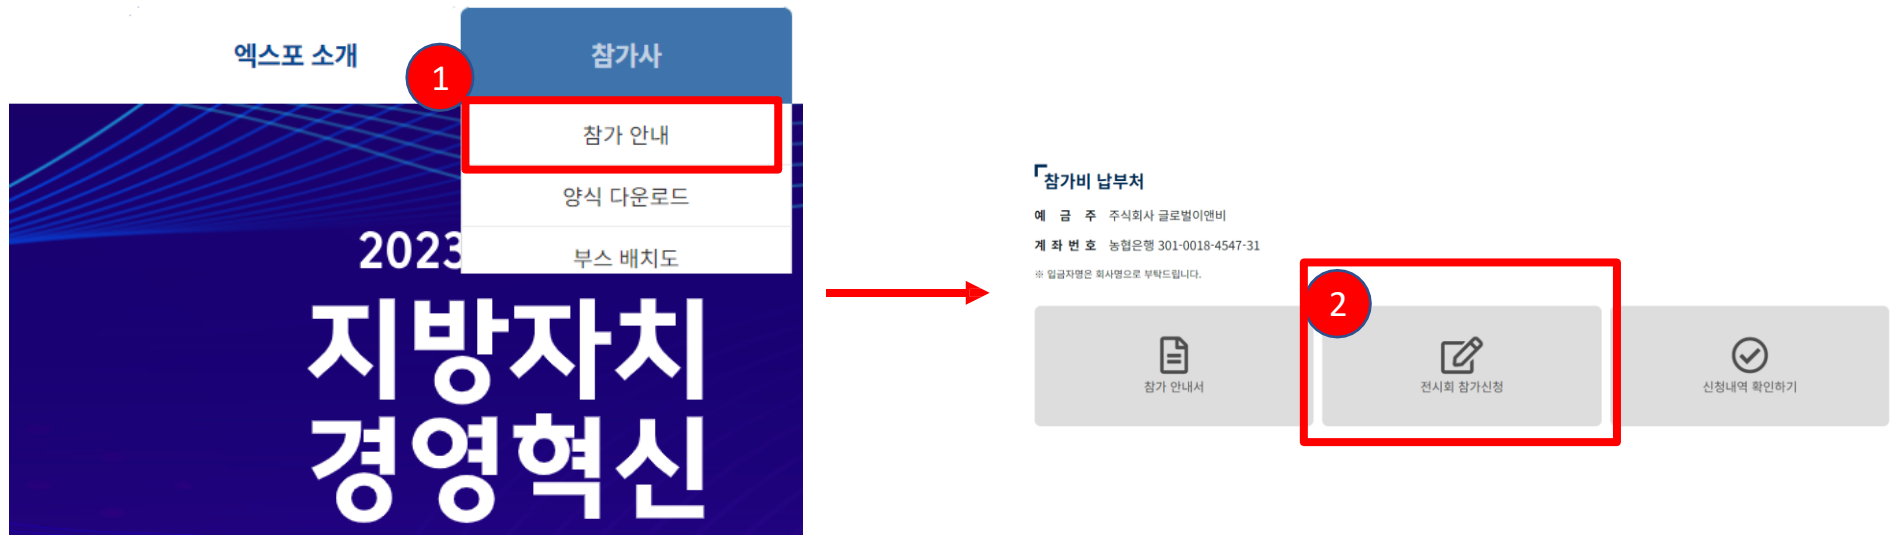 엑스포 소개
참가사
1
참가 안내
양식 다운로드
부스 배치도
2023
지방자치
경영혁신
참가비 납부처
예 금 주 주식회사 글로벌이앤비
계 좌 번 호 농협은행 301-0018-4547-31
※ 입금자명은 회사명으로 부탁드립니다.
2
참가 안내서
전시회 참가신청
신청내역 확인하기